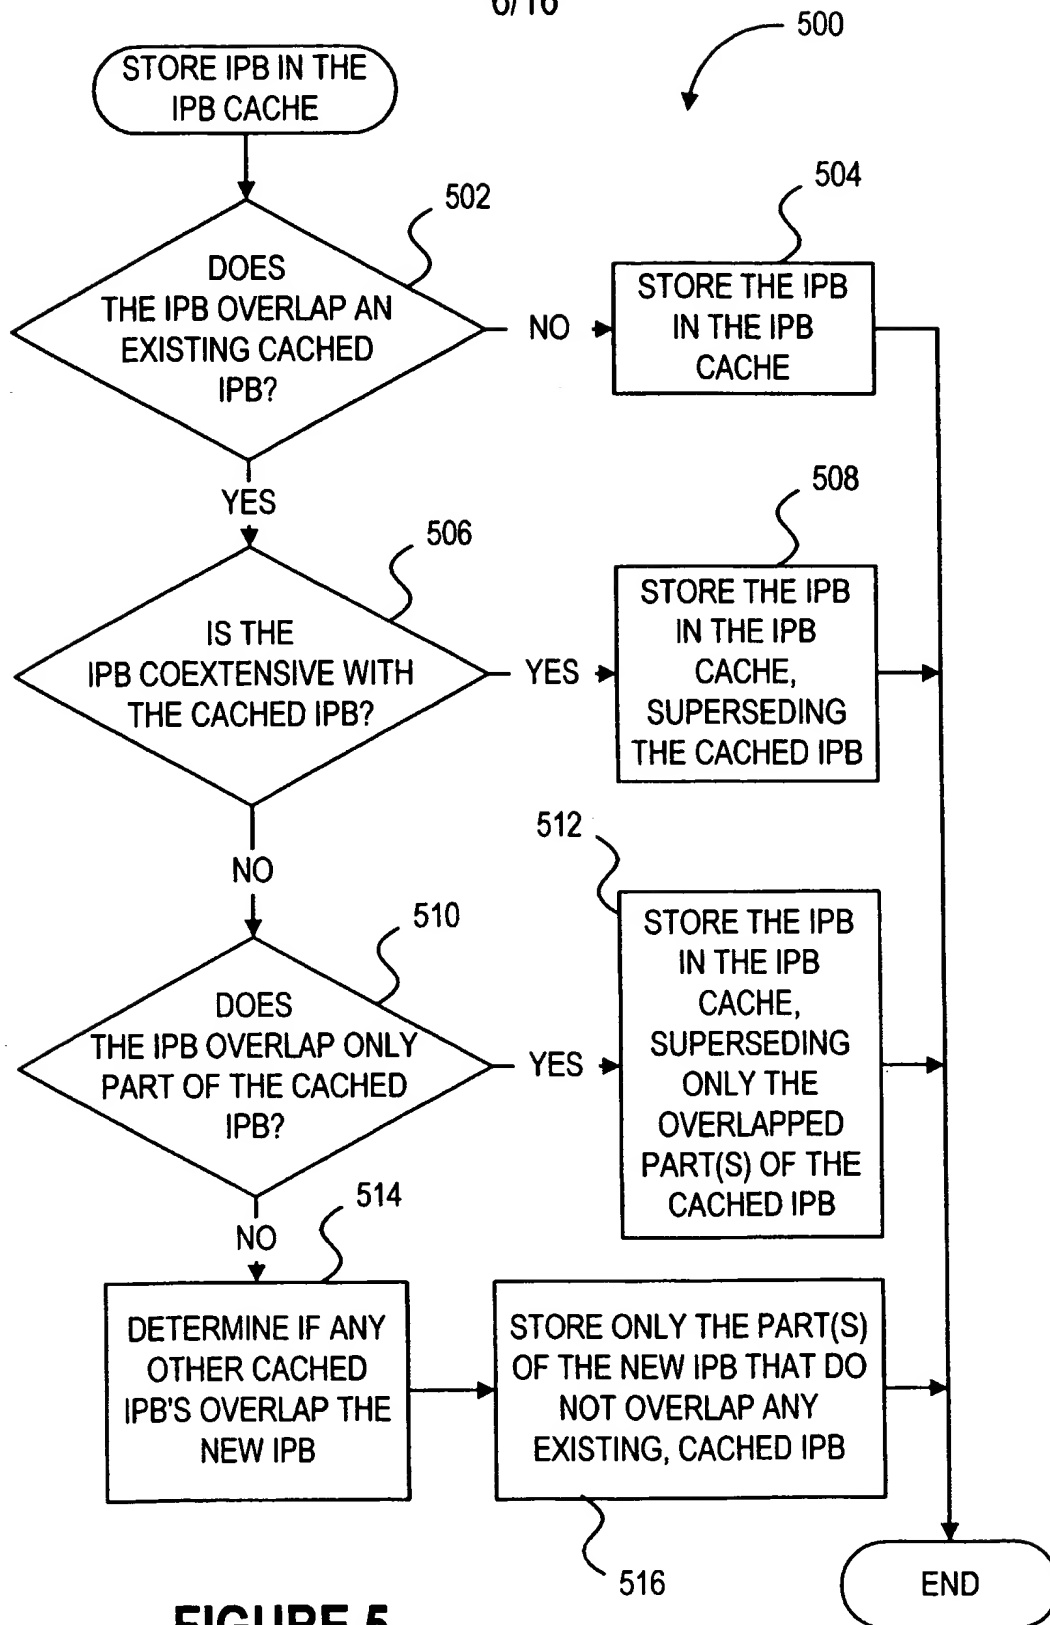 6/16
500
STORE IPB IN THE
IPB CACHE
502
DOES
THE IPB OVERLAP AN
EXISTING CACHED
IPB?
NO
504
STORE THE IPB
IN THE IPB
CACHE
YES
506
IS THE
IPB COEXTENSIVE WITH
THE CACHED IPB?
YES
508
STORE THE IPB
IN THE IPB
CACHE,
SUPERSEDING
THE CACHED IPB
NO
510
DOES
THE IPB OVERLAP ONLY
PART OF THE CACHED
IPB?
YES
512
STORE THE IPB
IN THE IPB
CACHE,
SUPERSEDING
ONLY THE
OVERLAPPED
PART(S) OF THE
CACHED IPB
NO
514
DETERMINE IF ANY
OTHER CACHED
IPB'S OVERLAP THE
NEW IPB
STORE ONLY THE PART(S)
OF THE NEW IPB THAT DO
NOT OVERLAP ANY
EXISTING, CACHED IPB
516
END
FIGURE 5